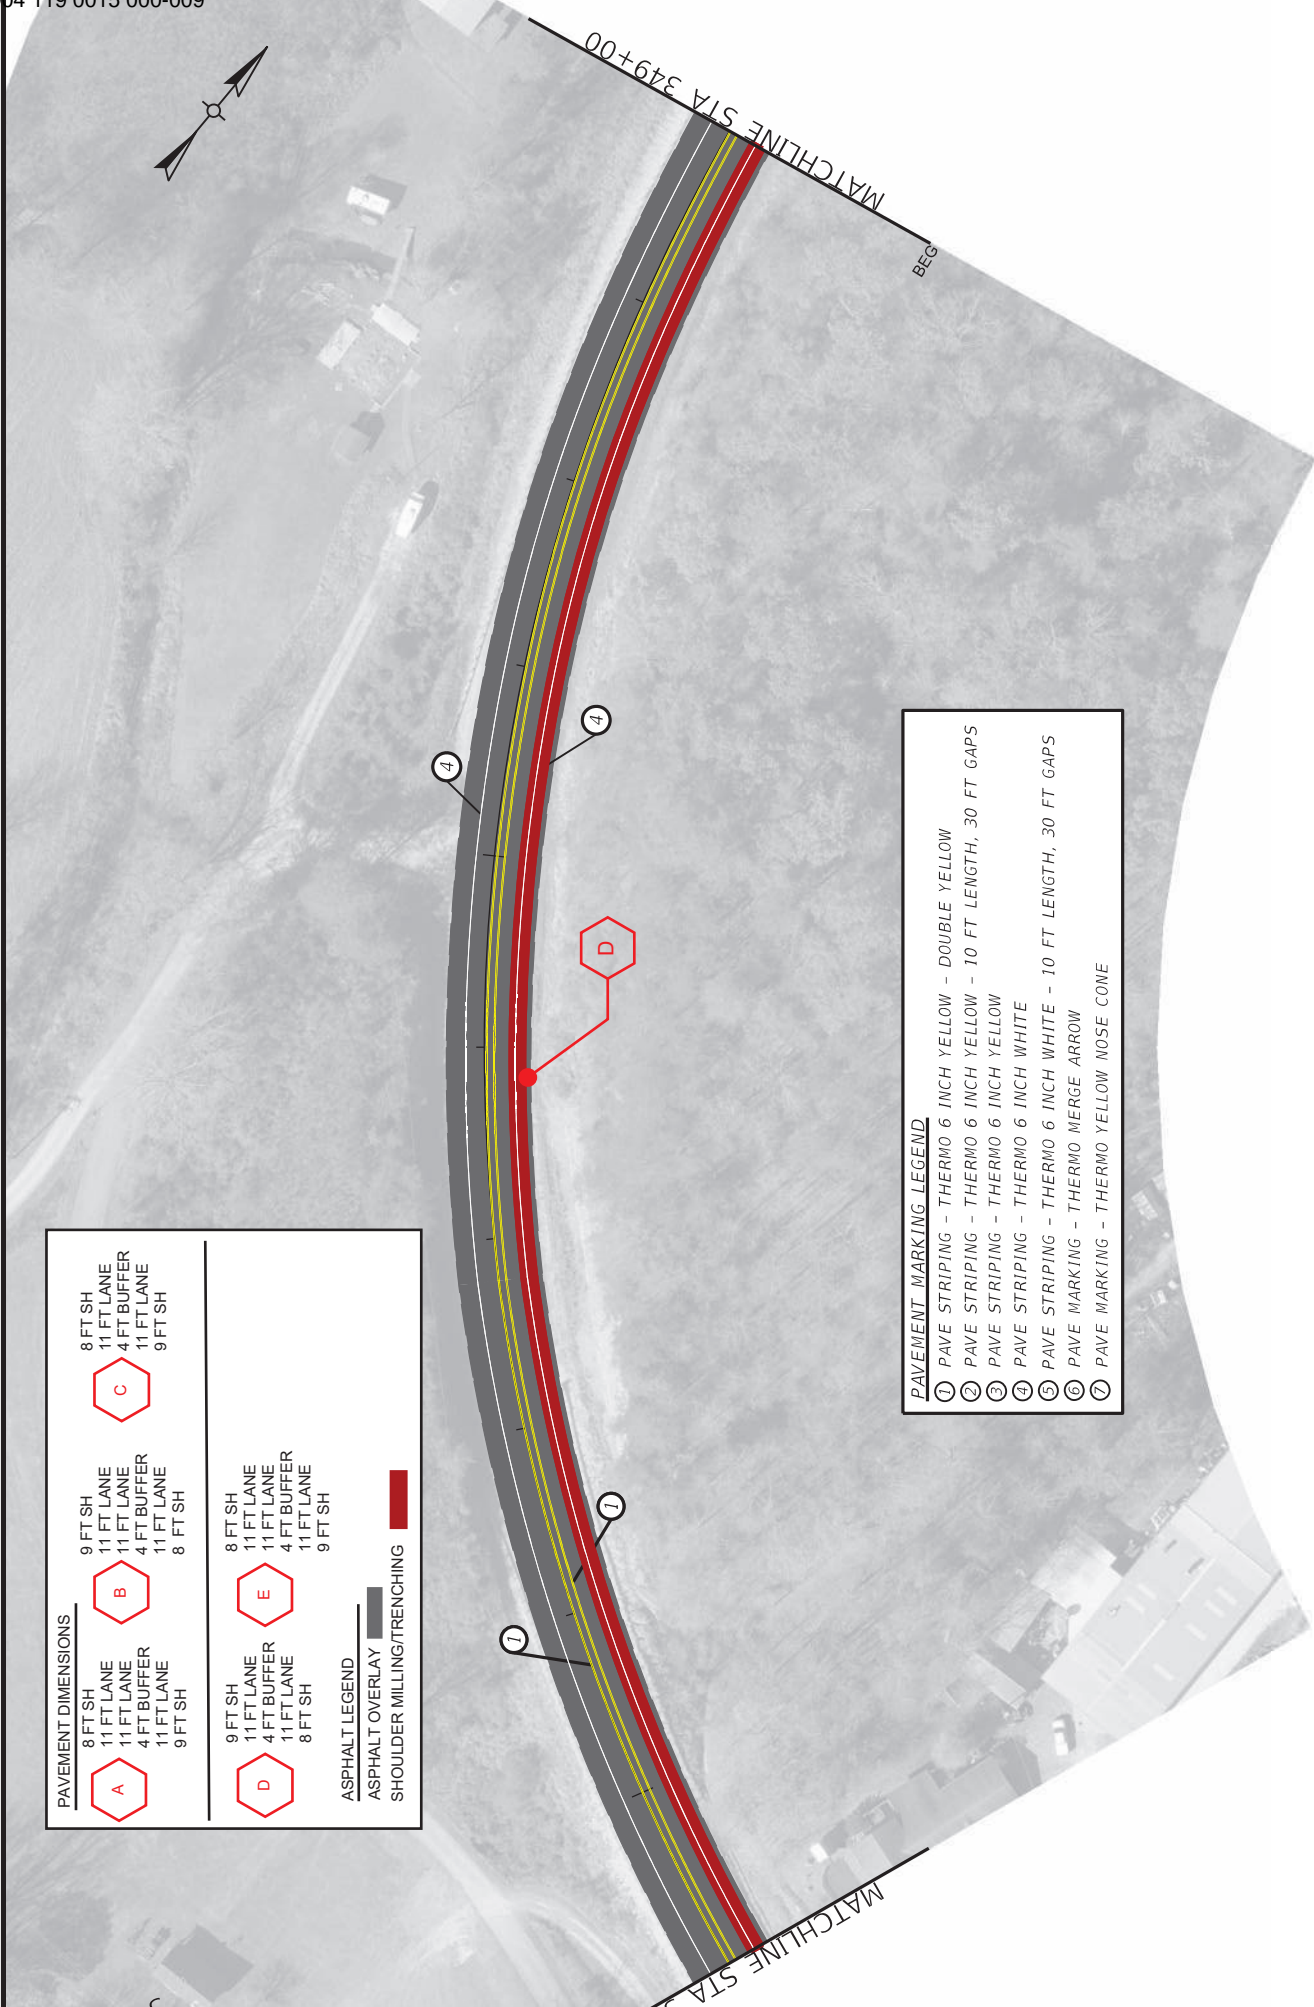 04 119 0015 000-009
MATCHLINE STA 349+00
BEG
4
4
D
1
1
MATCHLINE STA
PAVEMENT DIMENSIONS
A
8 FT SH
11 FT LANE
11 FT LANE
4 FT BUFFER
11 FT LANE
9 FT SH
B
9 FT SH
11 FT LANE
11 FT LANE
4 FT BUFFER
11 FT LANE
8 FT SH
C
8 FT SH
11 FT LANE
4 FT BUFFER
11 FT LANE
9 FT SH
D
9 FT SH
11 FT LANE
4 FT BUFFER
11 FT LANE
8 FT SH
E
8 FT SH
11 FT LANE
11 FT LANE
4 FT BUFFER
11 FT LANE
9 FT SH
ASPHALT LEGEND
ASPHALT OVERLAY
SHOULDER MILLING/TRENCHING
PAVEMENT MARKING LEGEND
1 PAVE STRIPING - THERMO 6 INCH YELLOW - DOUBLE YELLOW
2 PAVE STRIPING - THERMO 6 INCH YELLOW - 10 FT LENGTH, 30 FT GAPS
3 PAVE STRIPING - THERMO 6 INCH YELLOW
4 PAVE STRIPING - THERMO 6 INCH WHITE
5 PAVE STRIPING - THERMO 6 INCH WHITE - 10 FT LENGTH, 30 FT GAPS
6 PAVE MARKING - THERMO MERGE ARROW
7 PAVE MARKING - THERMO YELLOW NOSE CONE